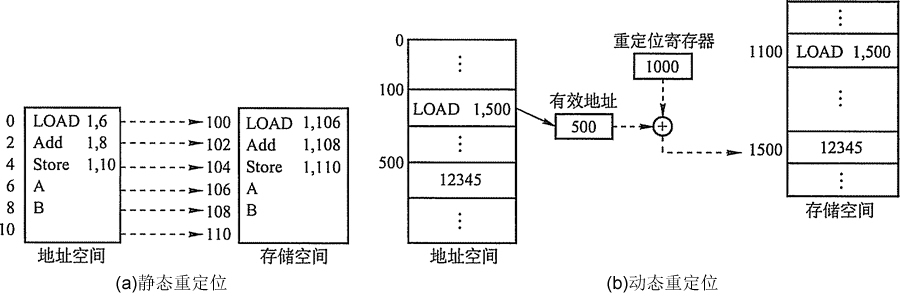 0
LOAD 1,6
100
LOAD 1,106
2
Add 1,8
102
Add 1,108
4
Store 1,10
104
Store 1,110
6
A
106
A
8
B
108
B
10
110
地址空间
存储空间
(a)静态重定位
0
⋮
100
LOAD 1,500
⋮
500
12345
⋮
地址空间
有效地址
500
重定位寄存器
1000
+
⋮
1100
LOAD 1,500
⋮
1500
12345
⋮
存储空间
(b)动态重定位